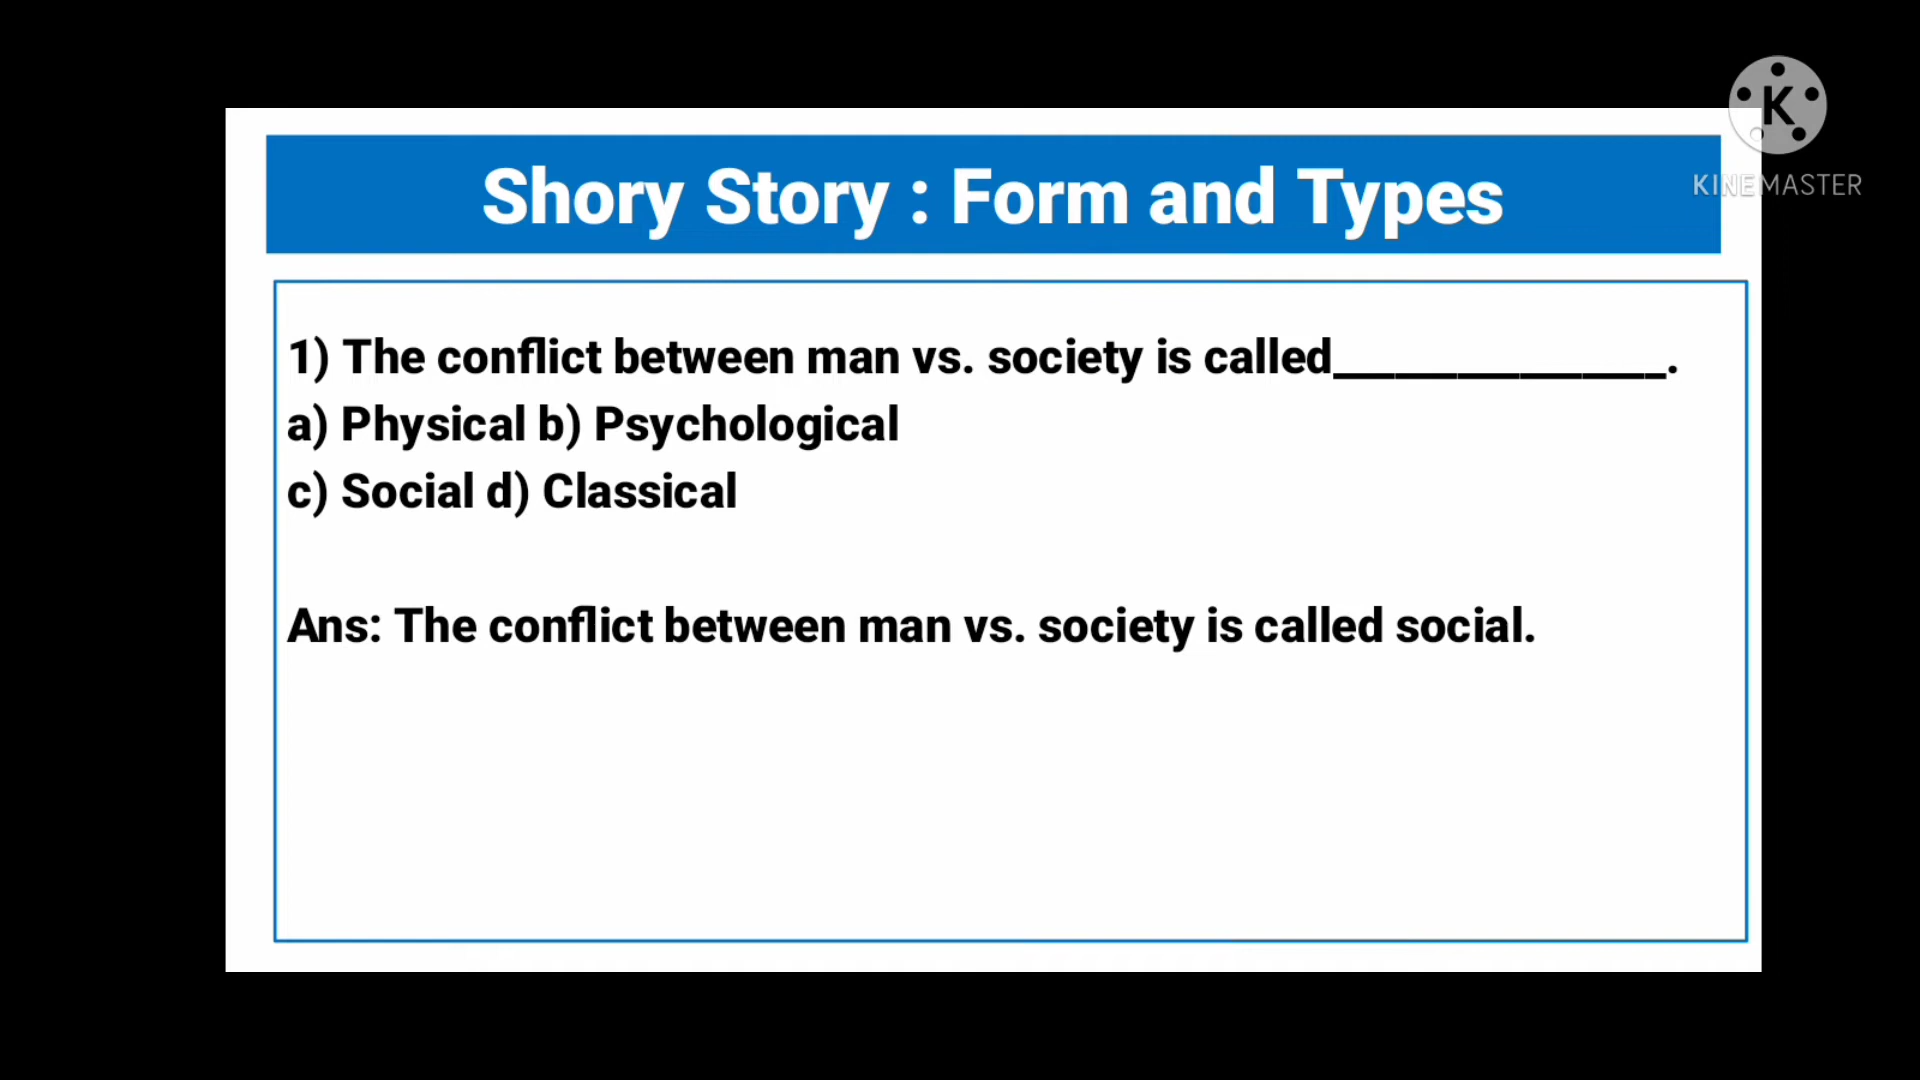 K
KINEMASTER
Shory Story : Form and Types
1) The conflict between man vs. society is called________________.
a) Physical b) Psychological
c) Social d) Classical
Ans: The conflict between man vs. society is called social.